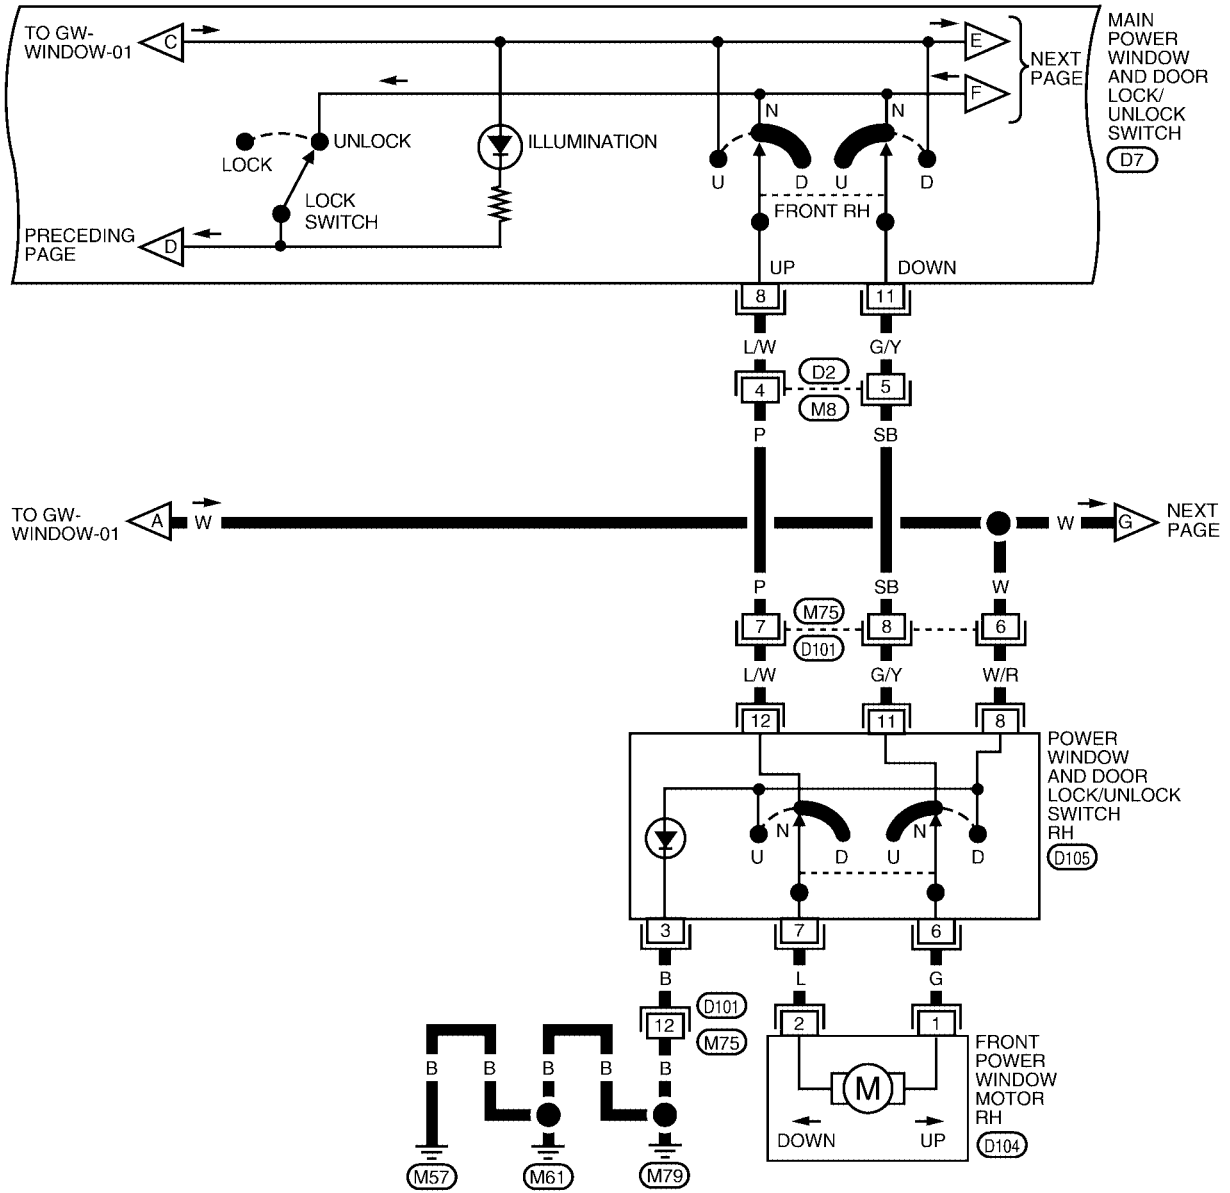 TO GW-
WINDOW-01
C
E
F
NEXT
PAGE
MAIN
POWER
WINDOW
AND DOOR
LOCK/
UNLOCK
SWITCH
D7
LOCK
UNLOCK
ILLUMINATION
LOCK
SWITCH
PRECEDING
PAGE
D
N
N
U
D
U
D
FRONT RH
UP
DOWN
8
11
L/W
G/Y
4
D2
M8
5
P
SB
TO GW-
WINDOW-01
A
W
W
G
NEXT
PAGE
P
SB
W
7
M75
D101
8
6
L/W
G/Y
W/R
12
11
8
POWER
WINDOW
AND DOOR
LOCK/UNLOCK
SWITCH
RH
D105
N
N
U
D
U
D
3
7
6
B
L
G
12
D101
M75
2
1
B
B
B
B
B
M
DOWN
UP
FRONT
POWER
WINDOW
MOTOR
RH
D104
M57
M61
M79